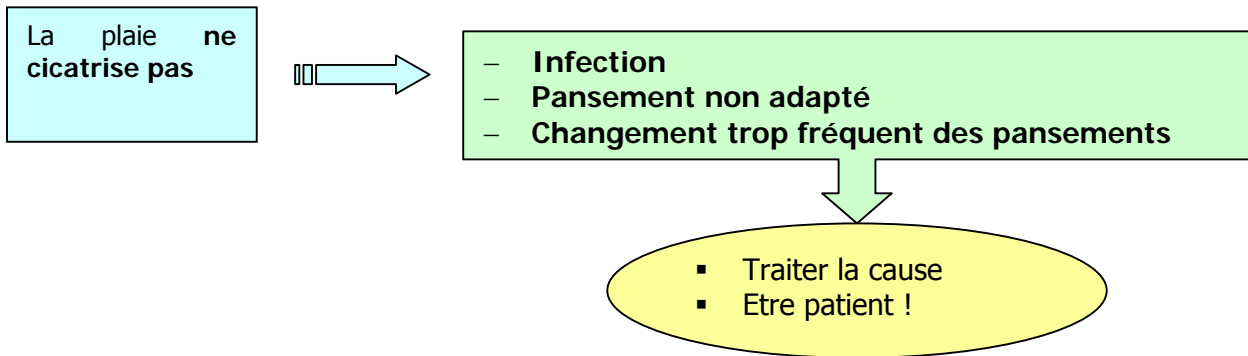 La plaie ne
cicatrise pas
– Infection
– Pansement non adapté
– Changement trop fréquent des pansements
▪ Traiter la cause
▪ Etre patient !